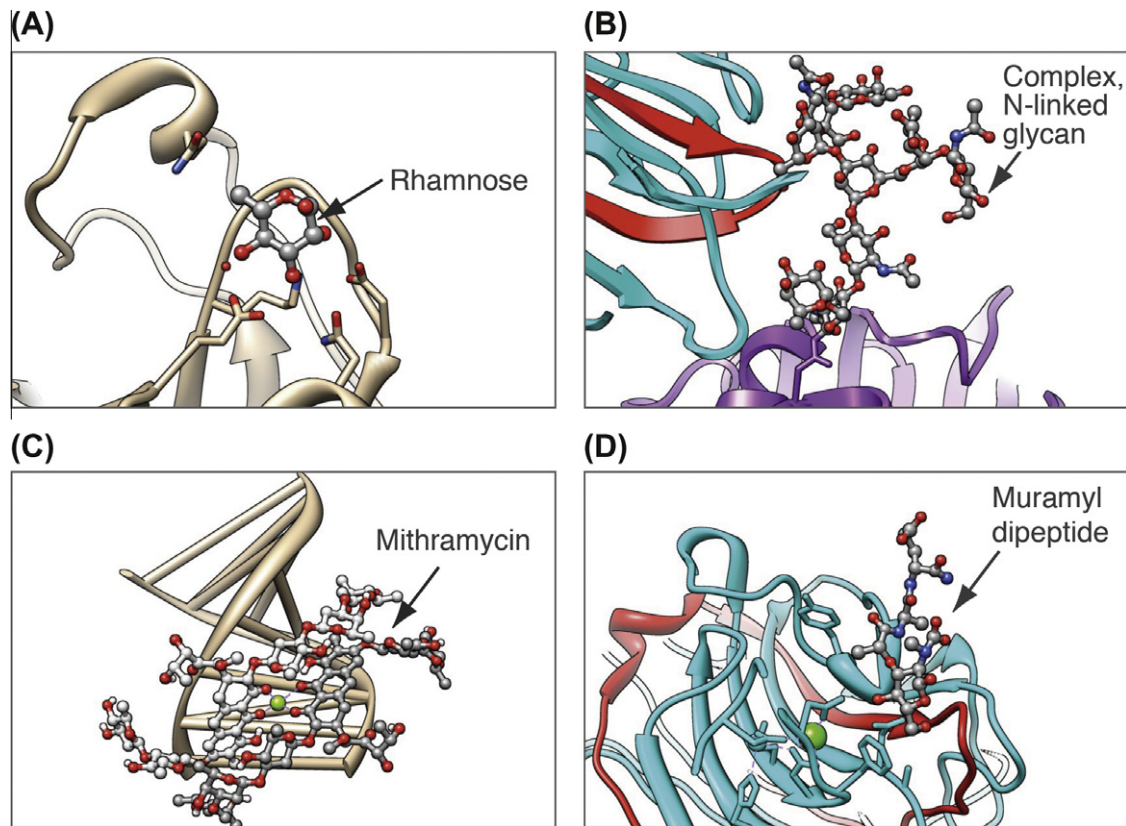 (A)
Rhamnose
(B)
Complex,
N-linked
glycan
(C)
Mithramycin
(D)
Muramyl
dipeptide